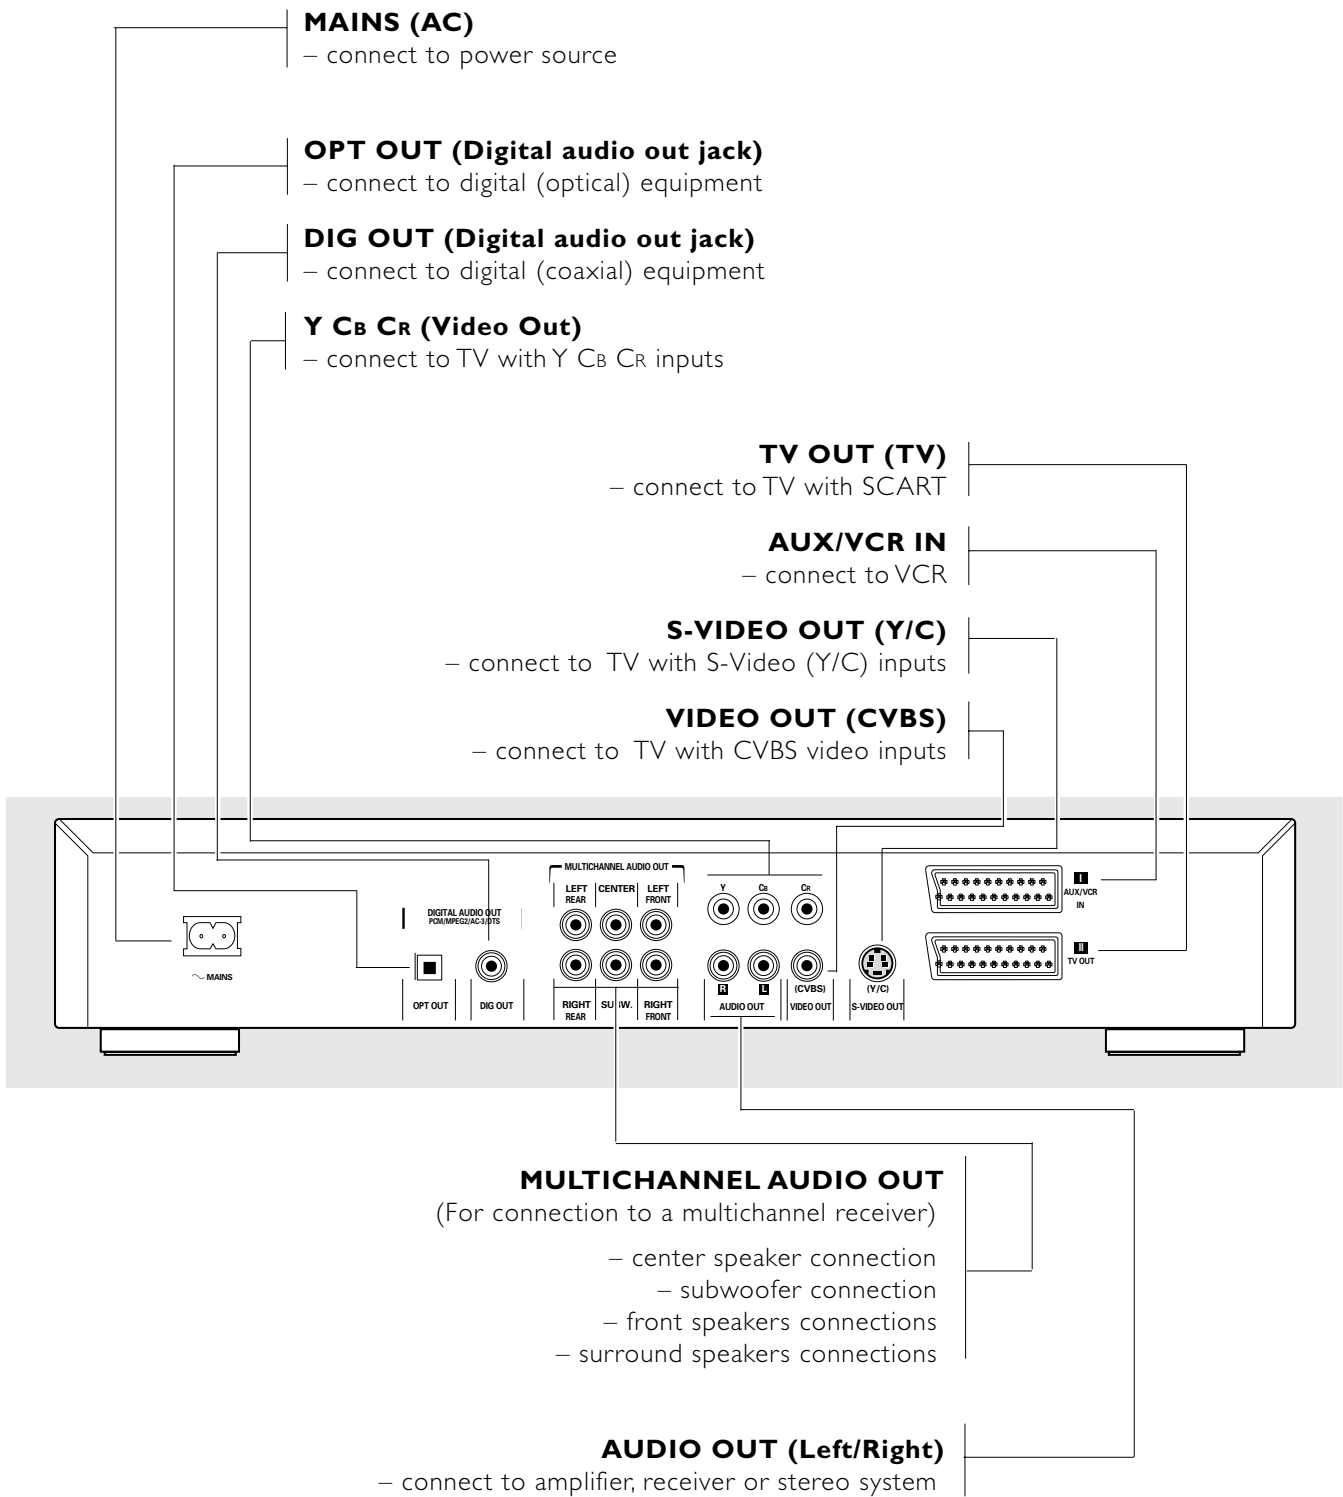 MAINS (AC)
– connect to power source
OPT OUT (Digital audio out jack)
– connect to digital (optical) equipment
DIG OUT (Digital audio out jack)
– connect to digital (coaxial) equipment
Y CB CR (Video Out)
– connect to TV with Y CB CR inputs
TV OUT (TV)
– connect to TV with SCART
AUX/VCR IN
– connect to VCR
S-VIDEO OUT (Y/C)
– connect to TV with S-Video (Y/C) inputs
VIDEO OUT (CVBS)
– connect to TV with CVBS video inputs
~ MAINS
DIGITAL AUDIO OUT
PCM/MPEG2/AC-3/DTS
OPT OUT
DIG OUT
MULTICHANNEL AUDIO OUT
LEFT REAR
CENTER
LEFT FRONT
RIGHT REAR
SUBW.
RIGHT FRONT
Y
CB
CR
R
L
AUDIO OUT
(CVBS)
VIDEO OUT
(Y/C)
S-VIDEO OUT
I
AUX/VCR
IN
II
TV OUT
MULTICHANNEL AUDIO OUT
(For connection to a multichannel receiver)
– center speaker connection
– subwoofer connection
– front speakers connections
– surround speakers connections
AUDIO OUT (Left/Right)
– connect to amplifier, receiver or stereo system